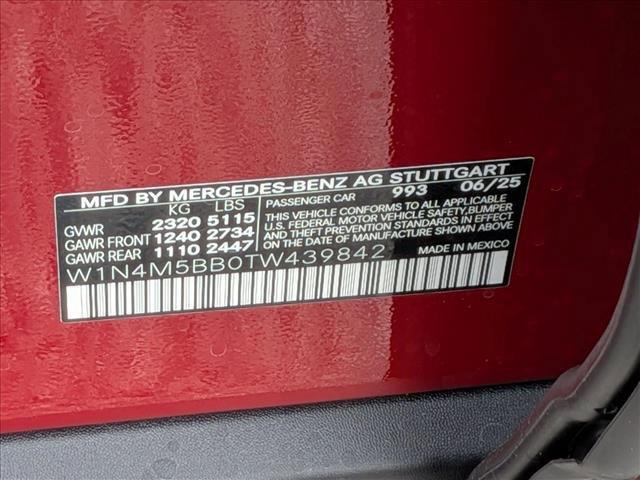 MFD BY MERCEDES-BENZ AG STUTTGART
KG LBS
GVWR 2320 5115
GAWR FRONT 1240 2734
GAWR REAR 1110 2447
PASSENGER CAR 993 06/25
THIS VEHICLE CONFORMS TO ALL APPLICABLE
U.S. FEDERAL MOTOR VEHICLE SAFETY,BUMPER
AND THEFT PREVENTION STANDARDS IN EFFECT
ON THE DATE OF MANUFACTURE SHOWN ABOVE.
MADE IN MEXICO
W1N4M5BB0TW439842